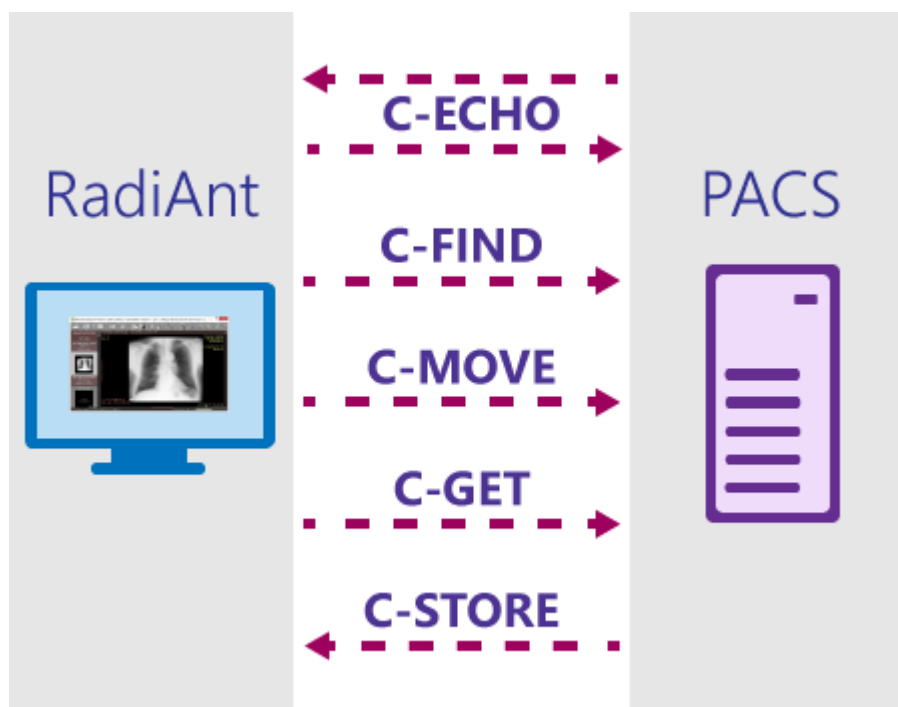 C-ECHO
RadiAnt
PACS
C-FIND
C-MOVE
C-GET
C-STORE